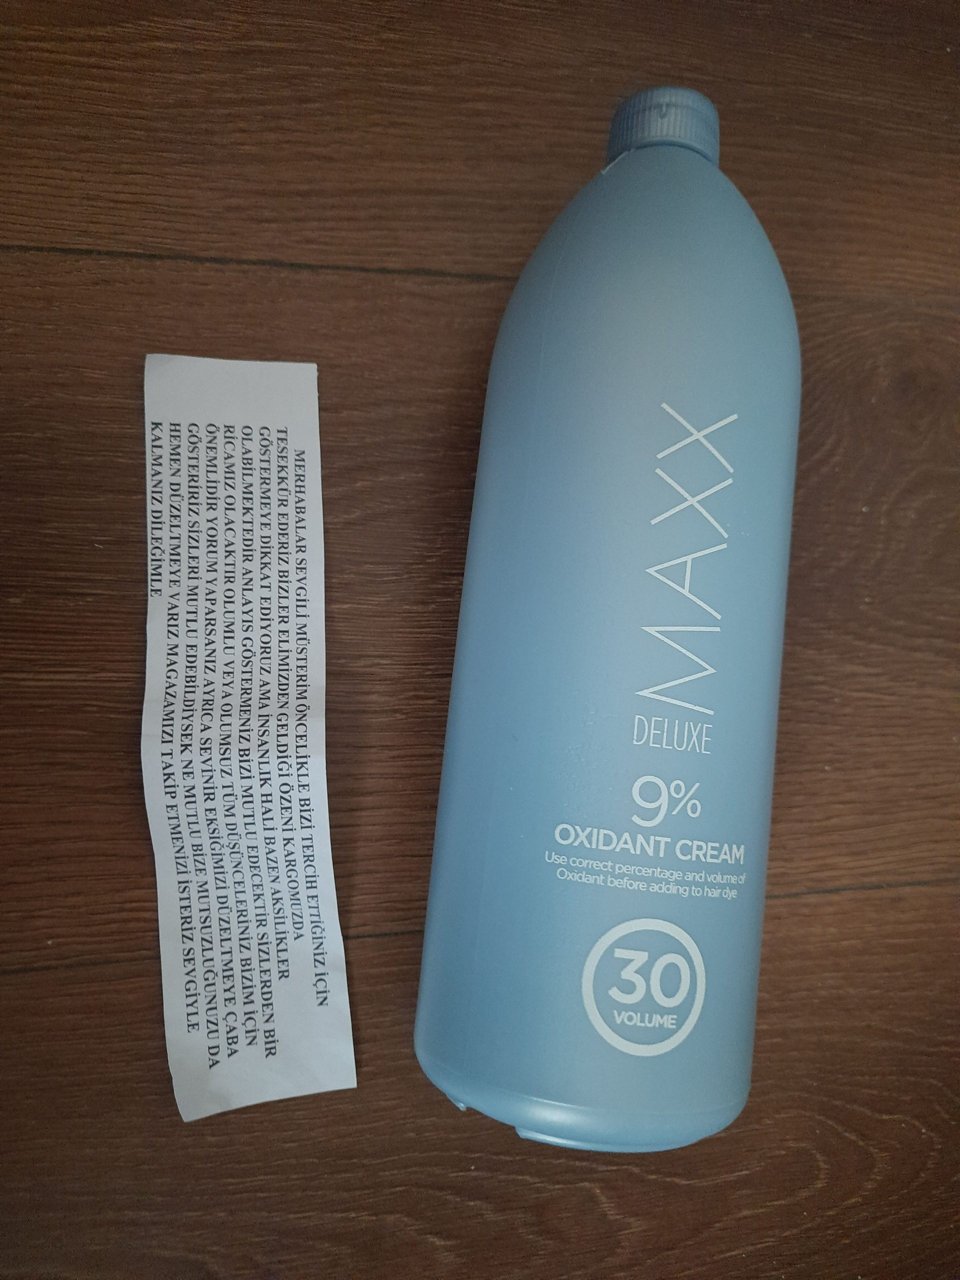 MERHABALAR SEVGİLİ MÜSTERİM ÖNCELİKLE BİZİ TERCİH ETTİĞİNİZ İÇİN
TESEKKÜR EDERİZ BİZLER ELİMİZDEN GELDİĞİ ÖZENİ KARGOMUZDA
GÖSTERMEYE DİKKAT EDİYORUZ AMA İNSANLIK HALİ BAZEN AKSİLİKLER
OLABİLMEKTEDİR ANLAYIS GÖSTERMENİZ BİZİ MUTLU EDECEKTİR SİZLERDEN BİR
RİCAMIZ OLACAKTIR OLUMLU VEYA OLUMSUZ TÜM DÜŞÜNCELERİNİZ BİZİM İÇİN
ÖNEMLİDİR YORUM YAPARSANIZ AYRICA SEVİNİR EKSİĞİMİZİ DÜZELTMEYE ÇABA
GÖSTERİRİZ SİZLERİ MUTLU EDEBİLDİYSEK NE MUTLU BİZE MUTSUZLUĞUNUZU DA
HEMEN DÜZELTMEYE VARIZ MAGAZAMIZI TAKİP ETMENİZİ İSTERİZ SEVGİYLE
KALMANIZ DİLEĞİMLE
MAXX
DELUXE
9%
OXIDANT CREAM
Use correct percentage and volume of
Oxidant before adding to hair dye
30
VOLUME